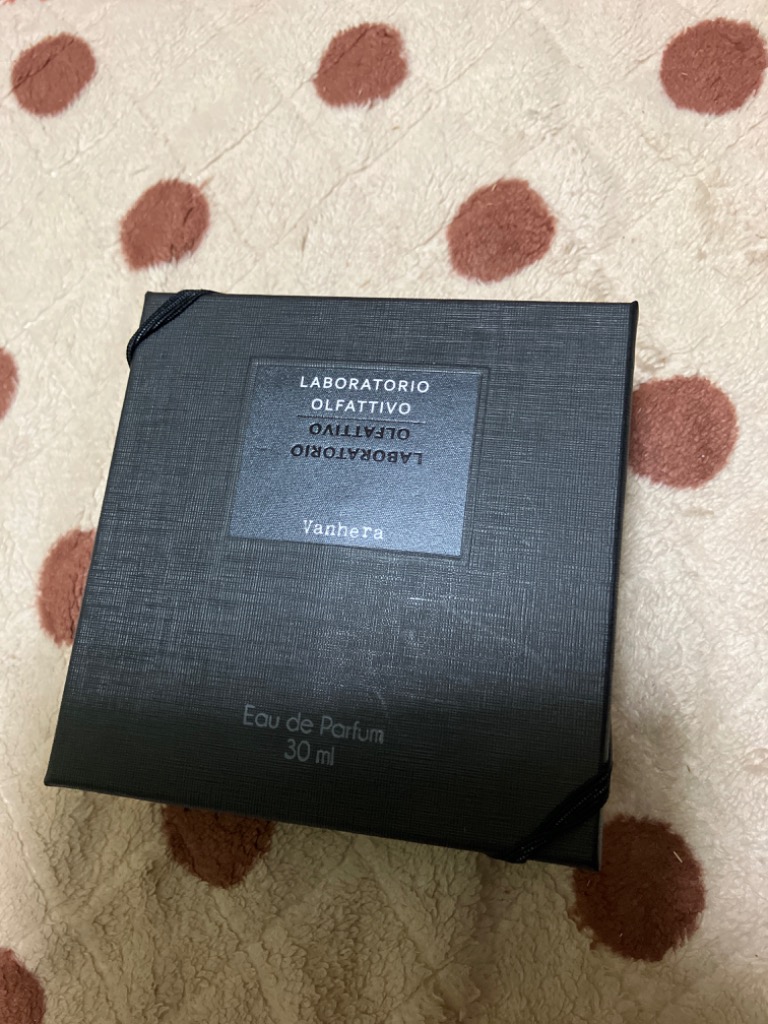 LABORATORIO
OLFATTIVO
OLFATTIVO
LABORATORIO
Vanhera
Eau de Parfum
30 ml